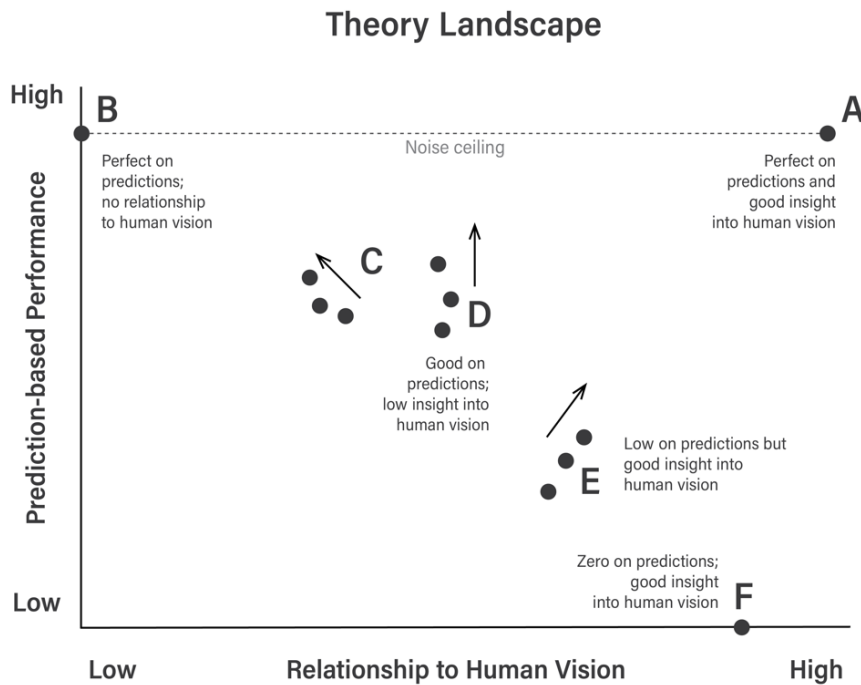 Theory Landscape
High
B
A
Noise ceiling
Perfect on
predictions;
no relationship
to human vision
Perfect on
predictions and
good insight
into human vision
C
D
Good on
predictions;
low insight into
human vision
Low on predictions but
good insight into
human vision
E
Zero on predictions;
good insight
into human vision
F
Prediction-based Performance
Low
Low
Relationship to Human Vision
High